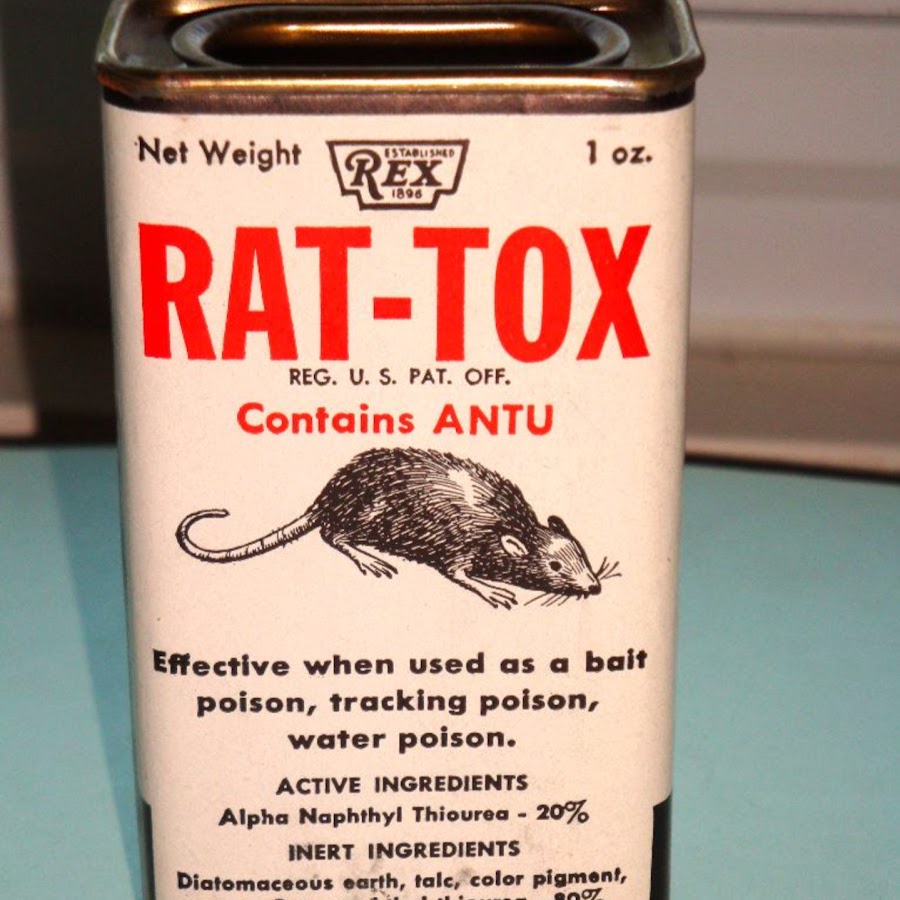 Net Weight 1 oz.
ESTABLISHED
REX
1896
RAT-TOX
REG. U. S. PAT. OFF.
Contains ANTU
Effective when used as a bait
poison, tracking poison,
water poison.
ACTIVE INGREDIENTS
Alpha Naphthyl Thiourea - 20%
INERT INGREDIENTS
Diatomaceous earth, talc, color pigment,
80%